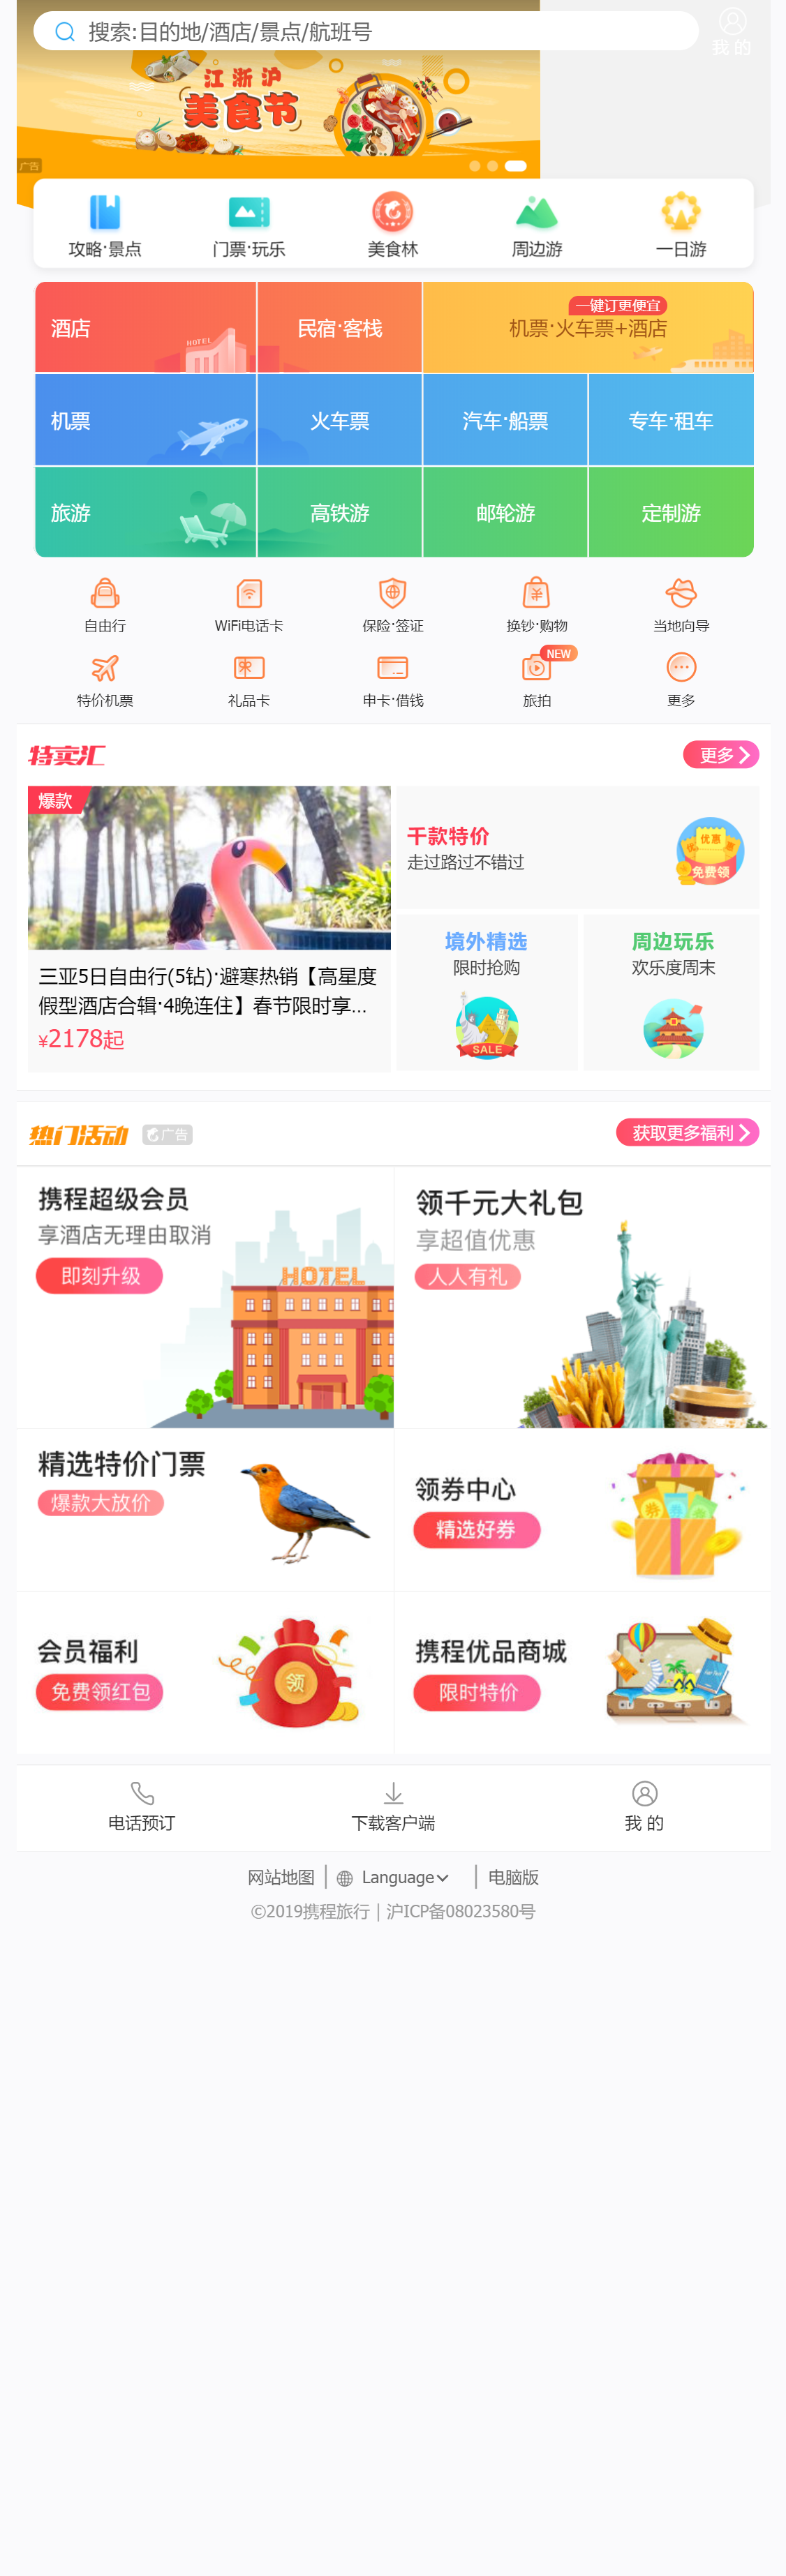 搜索:目的地/酒店/景点/航班号
我 的
江浙沪
美食节
广告
攻略·景点
门票·玩乐
美食林
周边游
一日游
酒店
HOTEL
民宿·客栈
一键订更便宜
机票·火车票+酒店
机票
火车票
汽车·船票
专车·租车
旅游
高铁游
邮轮游
定制游
自由行
WiFi电话卡
保险·签证
换钞·购物
当地向导
NEW
特价机票
礼品卡
申卡·借钱
旅拍
更多
特卖汇
更多
爆款
三亚5日自由行(5钻)·避寒热销【高星度
假型酒店合辑·4晚连住】春节限时享...
¥2178起
千款特价
走过路过不错过
优惠
免费领
境外精选
限时抢购
SALE
周边玩乐
欢乐度周末
热门活动
广告
获取更多福利
携程超级会员
享酒店无理由取消
即刻升级
HOTEL
领千元大礼包
享超值优惠
人人有礼
精选特价门票
爆款大放价
领券中心
精选好券
券
券
会员福利
免费领红包
领
携程优品商城
限时特价
电话预订
下载客户端
我 的
网站地图
Language
电脑版
©2019携程旅行 | 沪ICP备08023580号